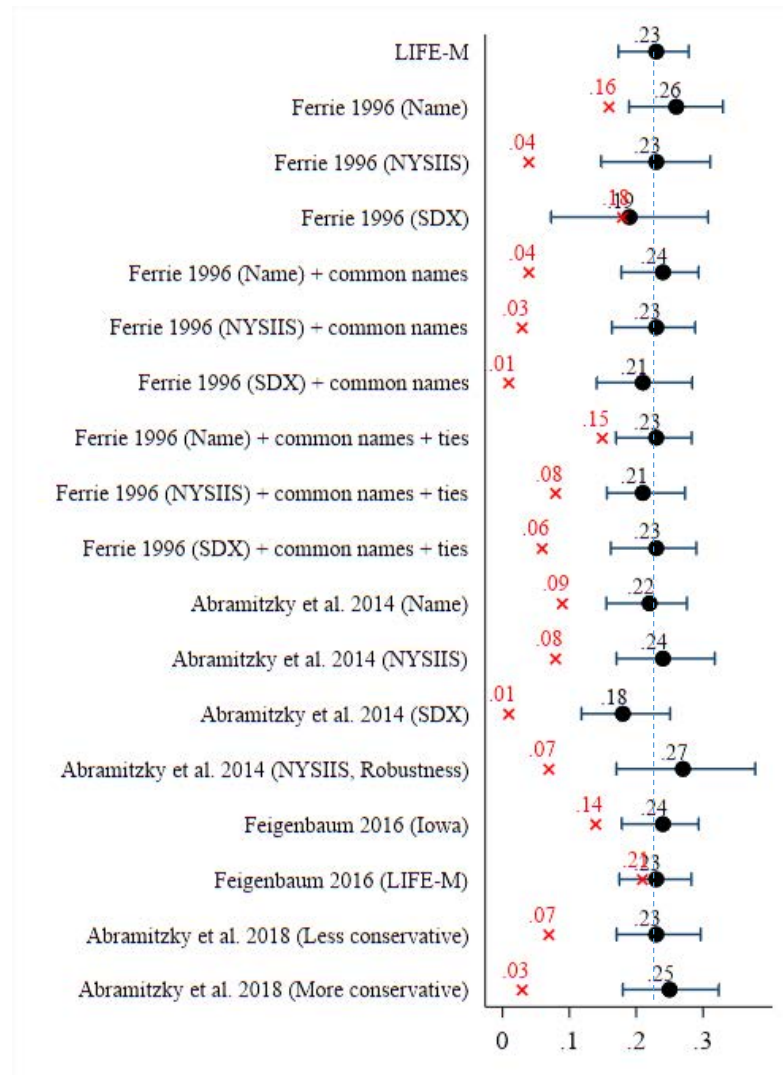 LIFE-M .23
Ferrie 1996 (Name) .16 .26
Ferrie 1996 (NYSIIS) .04 .23
Ferrie 1996 (SDX) .18 .19
Ferrie 1996 (Name) + common names .04 .24
Ferrie 1996 (NYSIIS) + common names .03 .23
Ferrie 1996 (SDX) + common names .01 .21
Ferrie 1996 (Name) + common names + ties .15 .23
Ferrie 1996 (NYSIIS) + common names + ties .08 .21
Ferrie 1996 (SDX) + common names + ties .06 .23
Abramitzky et al. 2014 (Name) .09 .22
Abramitzky et al. 2014 (NYSIIS) .08 .24
Abramitzky et al. 2014 (SDX) .01 .18
Abramitzky et al. 2014 (NYSIIS, Robustness) .07 .27
Feigenbaum 2016 (Iowa) .14 .24
Feigenbaum 2016 (LIFE-M) .21 .23
Abramitzky et al. 2018 (Less conservative) .07 .23
Abramitzky et al. 2018 (More conservative) .03 .25
0 .1 .2 .3